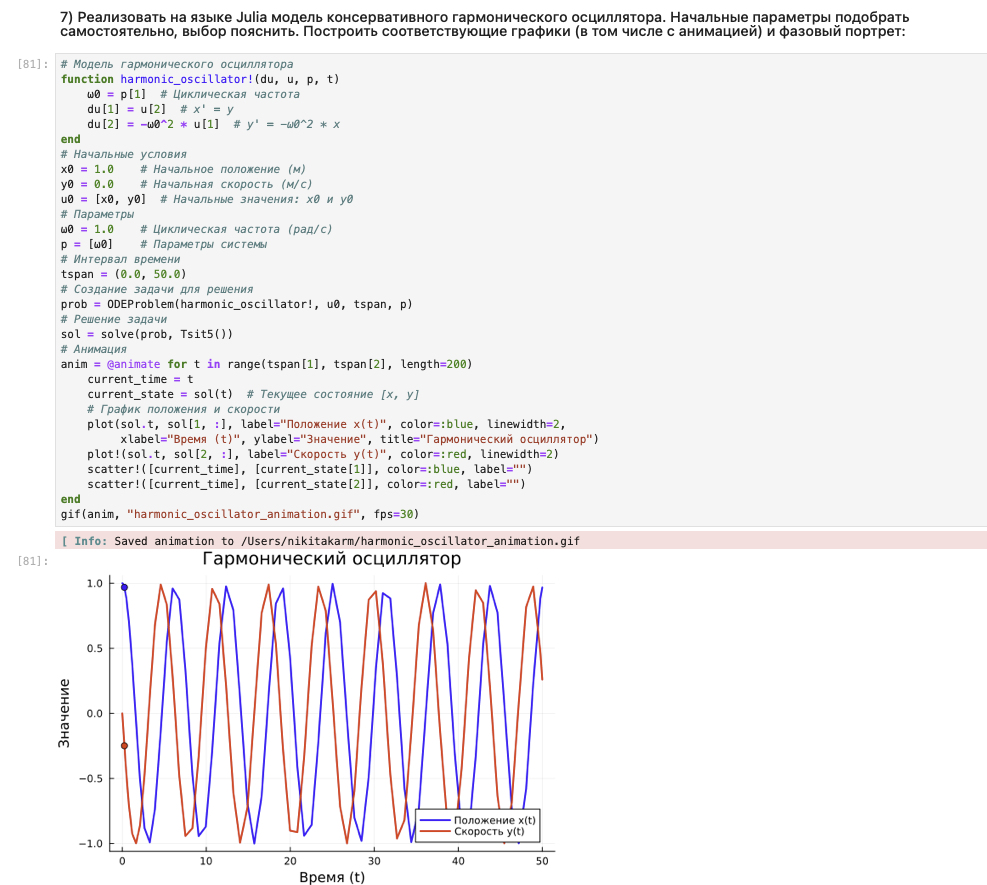 7) Реализовать на языке Julia модель консервативного гармонического осциллятора. Начальные параметры подобрать
самостоятельно, выбор пояснить. Построить соответствующие графики (в том числе с анимацией) и фазовый портрет:
[81]:
# Модель гармонического осциллятора
function harmonic_oscillator!(du, u, p, t)
    ω0 = p[1]  # Циклическая частота
    du[1] = u[2]  # x' = y
    du[2] = -ω0^2 * u[1]  # y' = -ω0^2 * x
end
# Начальные условия
x0 = 1.0    # Начальное положение (м)
y0 = 0.0    # Начальная скорость (м/с)
u0 = [x0, y0]  # Начальные значения: x0 и y0
# Параметры
ω0 = 1.0    # Циклическая частота (рад/с)
p = [ω0]    # Параметры системы
# Интервал времени
tspan = (0.0, 50.0)
# Создание задачи для решения
prob = ODEProblem(harmonic_oscillator!, u0, tspan, p)
# Решение задачи
sol = solve(prob, Tsit5())
# Анимация
anim = @animate for t in range(tspan[1], tspan[2], length=200)
    current_time = t
    current_state = sol(t)  # Текущее состояние [x, y]
    # График положения и скорости
    plot(sol.t, sol[1, :], label="Положение x(t)", color=:blue, linewidth=2,
         xlabel="Время (t)", ylabel="Значение", title="Гармонический осциллятор")
    plot!(sol.t, sol[2, :], label="Скорость y(t)", color=:red, linewidth=2)
    scatter!([current_time], [current_state[1]], color=:blue, label="")
    scatter!([current_time], [current_state[2]], color=:red, label="")
end
gif(anim, "harmonic_oscillator_animation.gif", fps=30)
[ Info: Saved animation to /Users/nikitakarm/harmonic_oscillator_animation.gif
[81]:
Гармонический осциллятор
1.0
0.5
0.0
-0.5
-1.0
Значение
Положение x(t)
Скорость y(t)
0 10 20 30 40 50
Время (t)